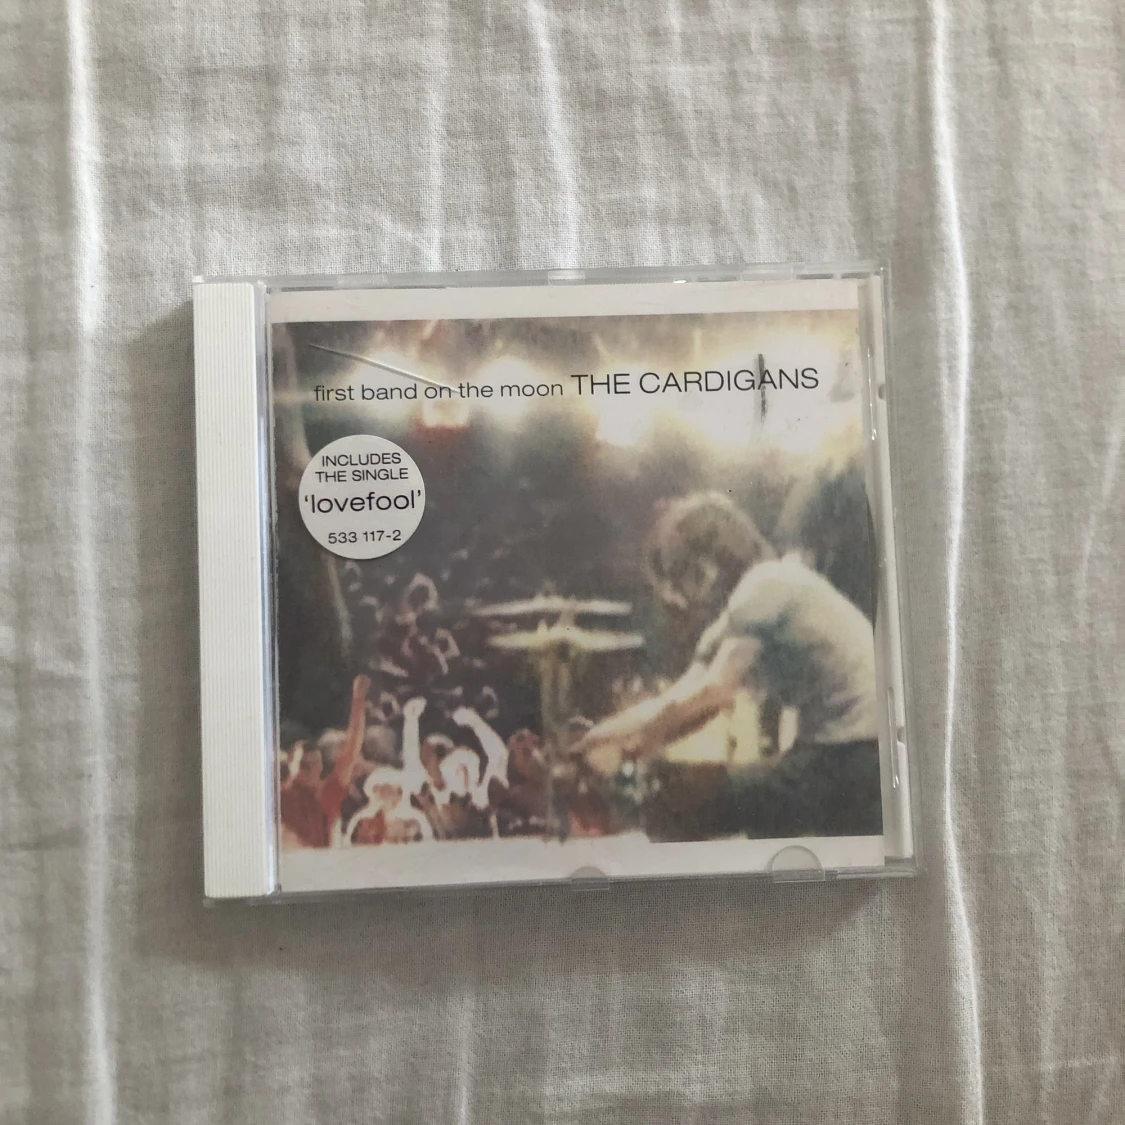 first band on the moon THE CARDIGANS
INCLUDES
THE SINGLE
'lovefool'
533 117-2